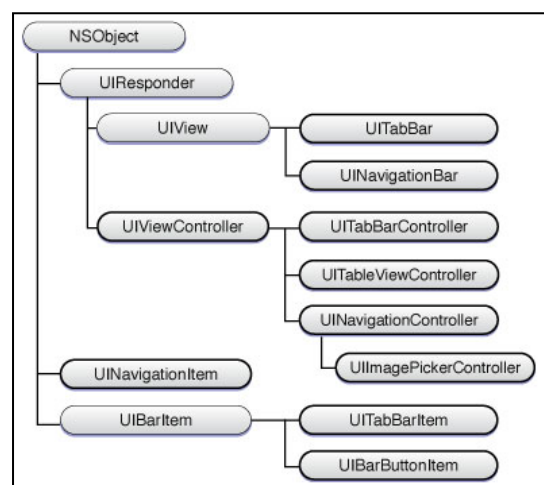 NSObject
UIResponder
UIView
UITabBar
UINavigationBar
UIViewController
UITabBarController
UITableViewController
UINavigationController
UIImagePickerController
UINavigationItem
UIBarItem
UITabBarItem
UIBarButtonItem